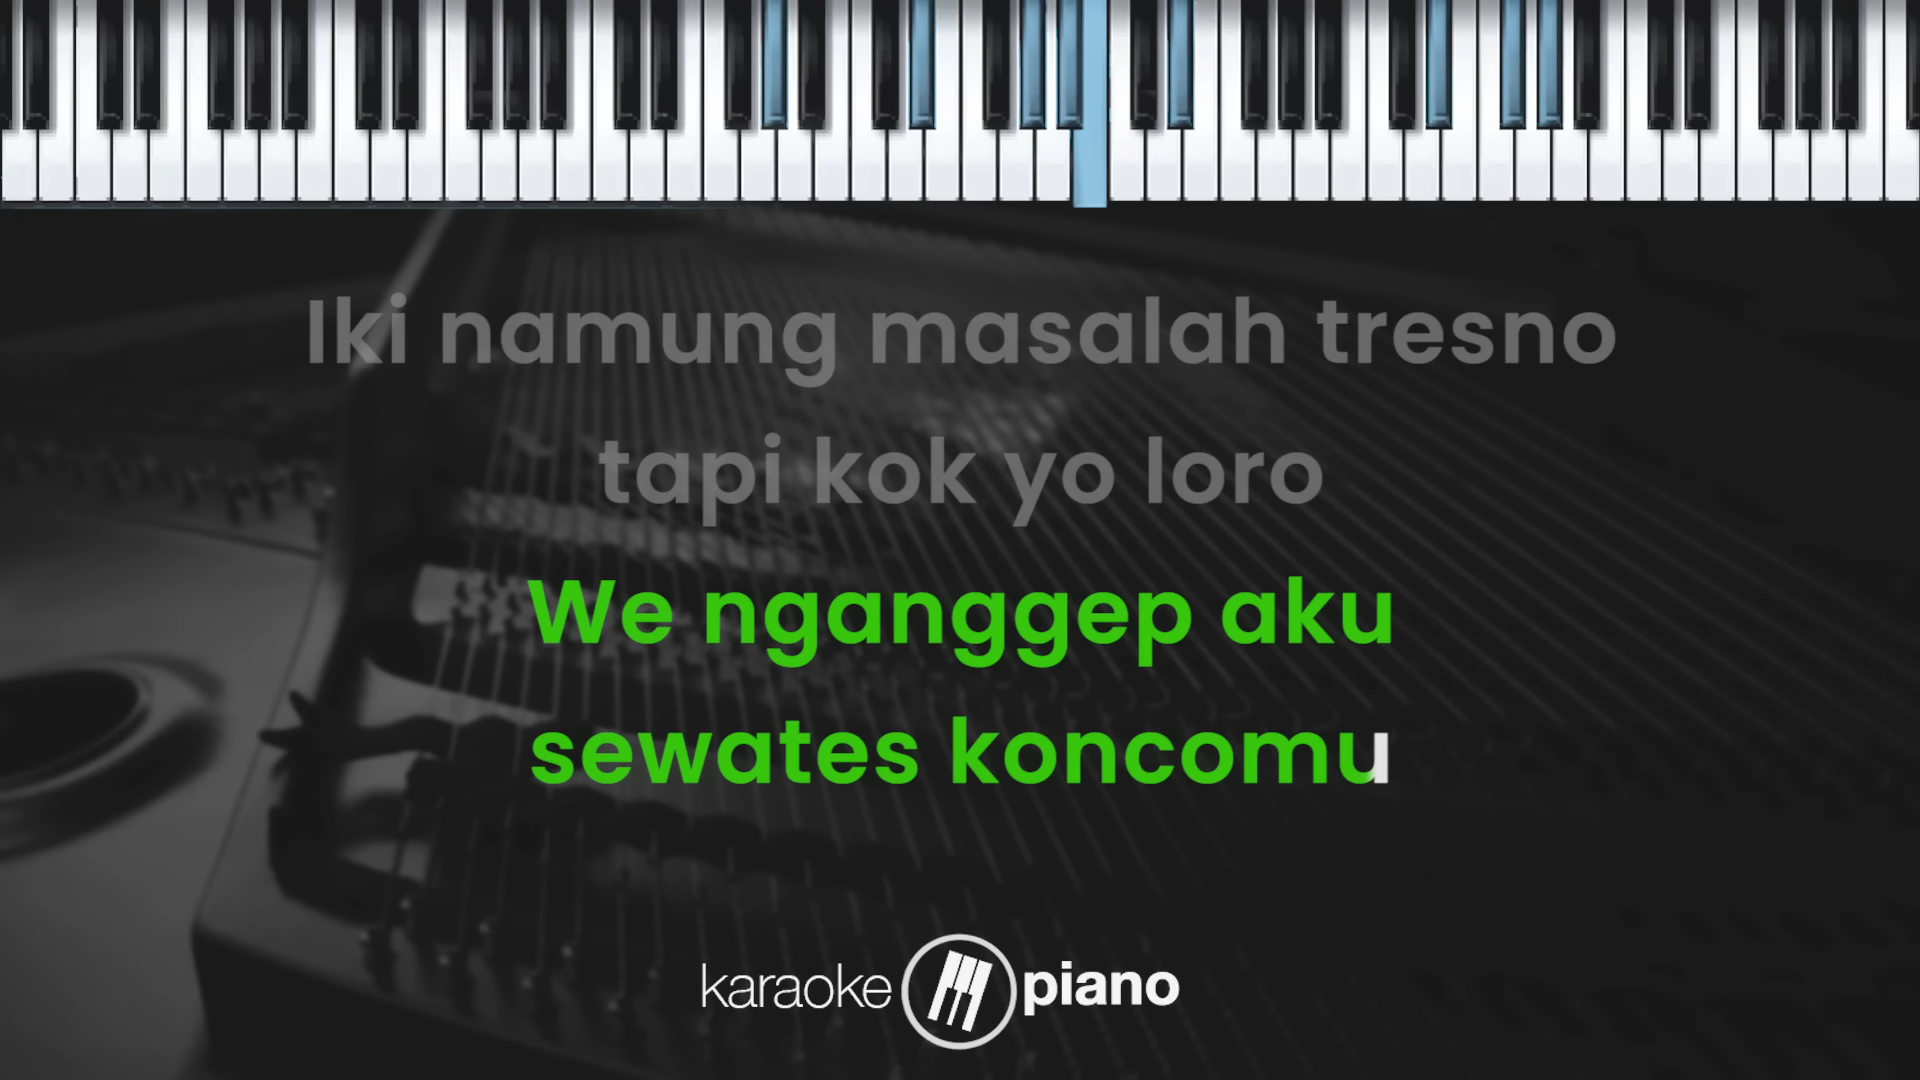 Iki namung masalah tresno
tapi kok yo loro
We nganggep aku
sewates koncomu
karaoke piano